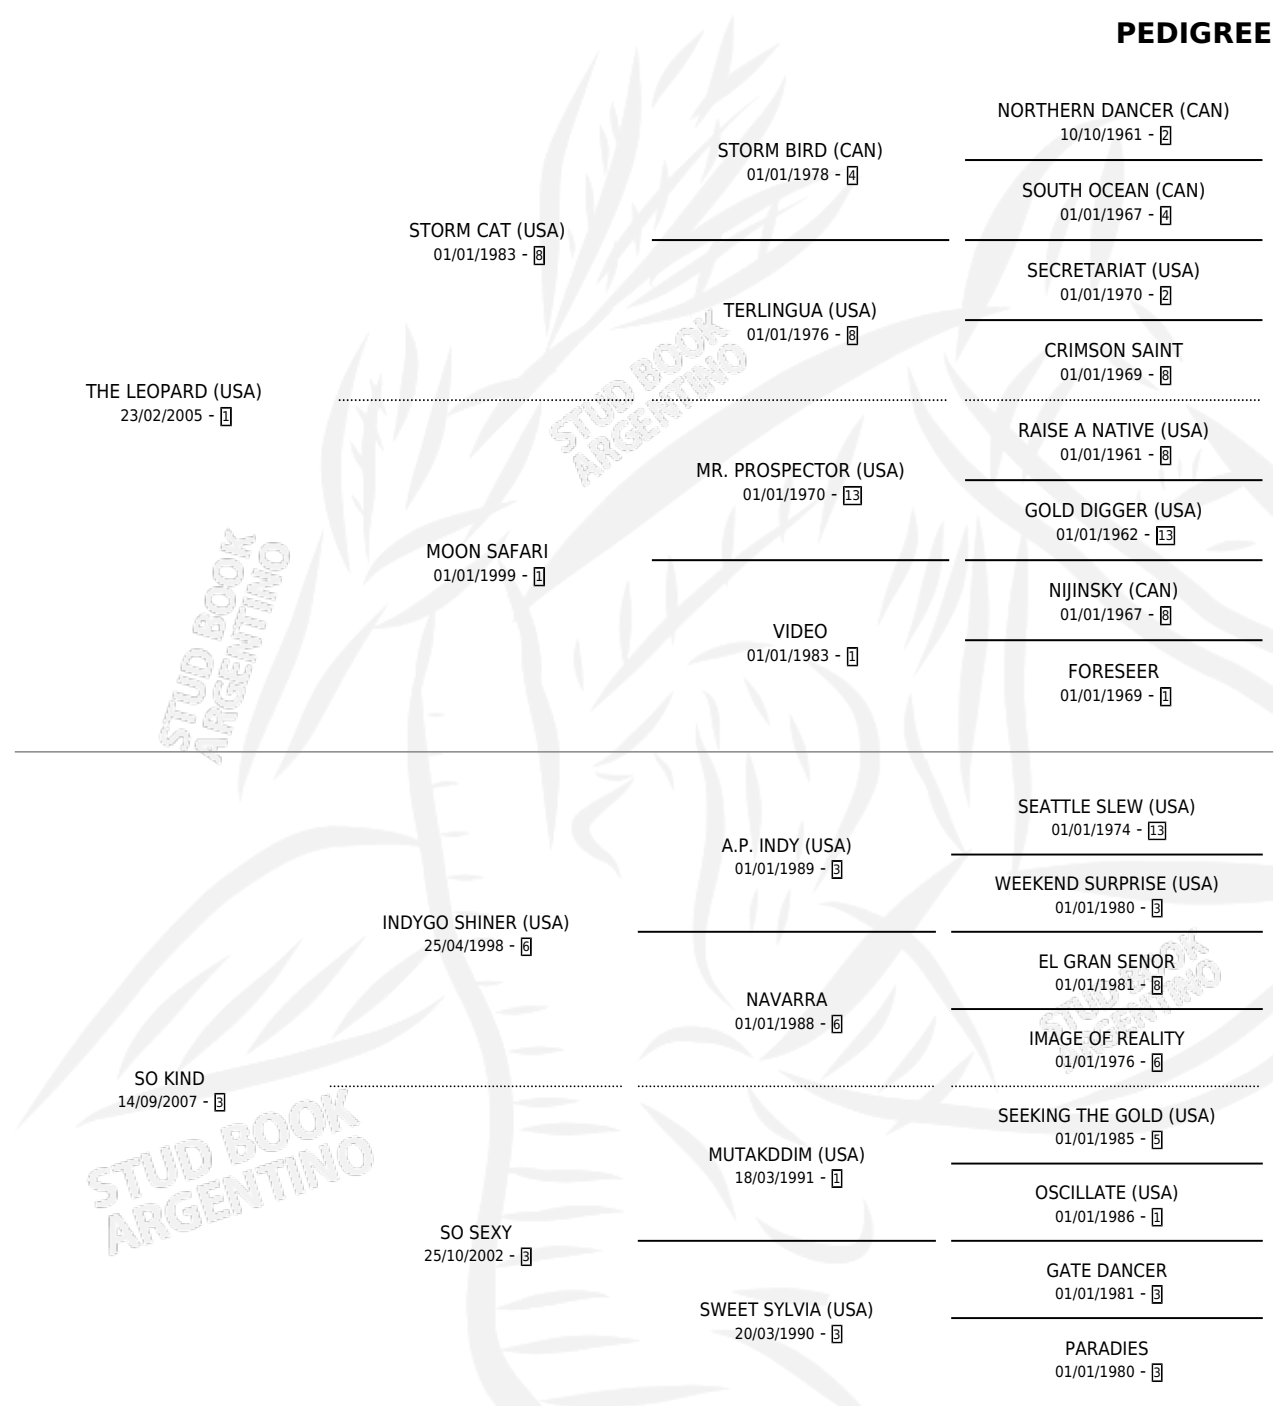 PEDIGREE
NORTHERN DANCER (CAN)
10/10/1961 - 2
STORM BIRD (CAN)
01/01/1978 - 4
SOUTH OCEAN (CAN)
01/01/1967 - 4
STORM CAT (USA)
01/01/1983 - 8
SECRETARIAT (USA)
01/01/1970 - 2
TERLINGUA (USA)
01/01/1976 - 8
CRIMSON SAINT
01/01/1969 - 8
THE LEOPARD (USA)
23/02/2005 - 1
RAISE A NATIVE (USA)
01/01/1961 - 8
MR. PROSPECTOR (USA)
01/01/1970 - 13
GOLD DIGGER (USA)
01/01/1962 - 13
MOON SAFARI
01/01/1999 - 1
NIJINSKY (CAN)
01/01/1967 - 8
VIDEO
01/01/1983 - 1
FORESEER
01/01/1969 - 1
STUD BOOK
ARGENTINO
STUD BOOK
ARGENTINO
SEATTLE SLEW (USA)
01/01/1974 - 13
A.P. INDY (USA)
01/01/1989 - 3
WEEKEND SURPRISE (USA)
01/01/1980 - 3
INDYGO SHINER (USA)
25/04/1998 - 6
EL GRAN SENOR
01/01/1981 - 8
NAVARRA
01/01/1988 - 6
IMAGE OF REALITY
01/01/1976 - 6
SO KIND
14/09/2007 - 3
SEEKING THE GOLD (USA)
01/01/1985 - 5
MUTAKDDIM (USA)
18/03/1991 - 1
OSCILLATE (USA)
01/01/1986 - 1
SO SEXY
25/10/2002 - 3
GATE DANCER
01/01/1981 - 3
SWEET SYLVIA (USA)
20/03/1990 - 3
PARADIES
01/01/1980 - 3
STUD BOOK
ARGENTINO
STUD BOOK
ARGENTINO